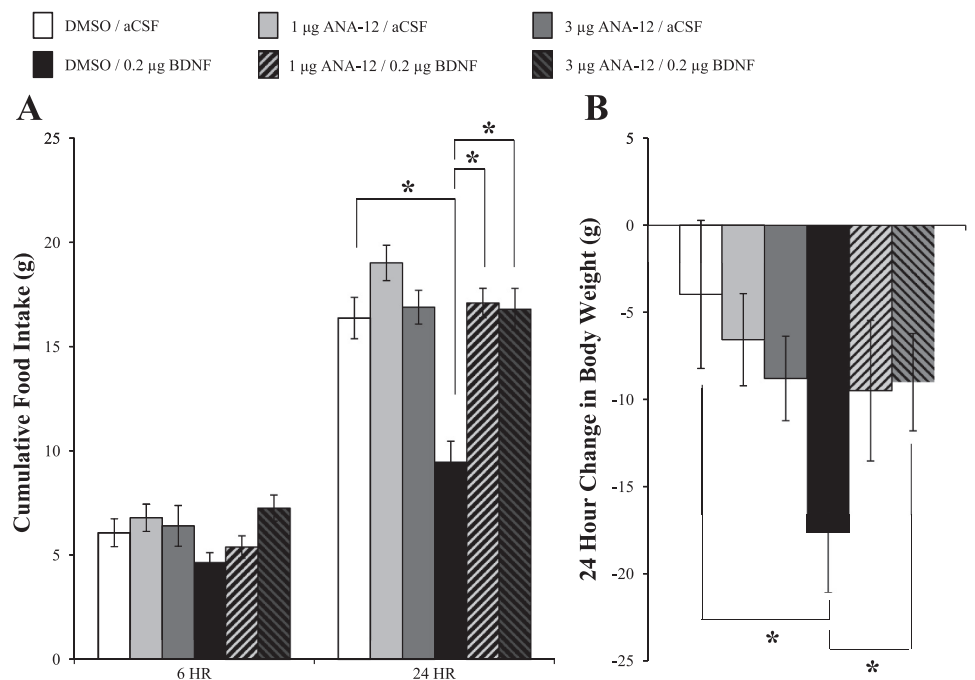 DMSO / aCSF
1 µg ANA-12 / aCSF
3 µg ANA-12 / aCSF
DMSO / 0.2 µg BDNF
1 µg ANA-12 / 0.2 µg BDNF
3 µg ANA-12 / 0.2 µg BDNF
A
Cumulative Food Intake (g)
25
20
15
10
5
0
* * *
6 HR
24 HR
B
24 Hour Change in Body Weight (g)
5
0
-5
-10
-15
-20
-25
* *